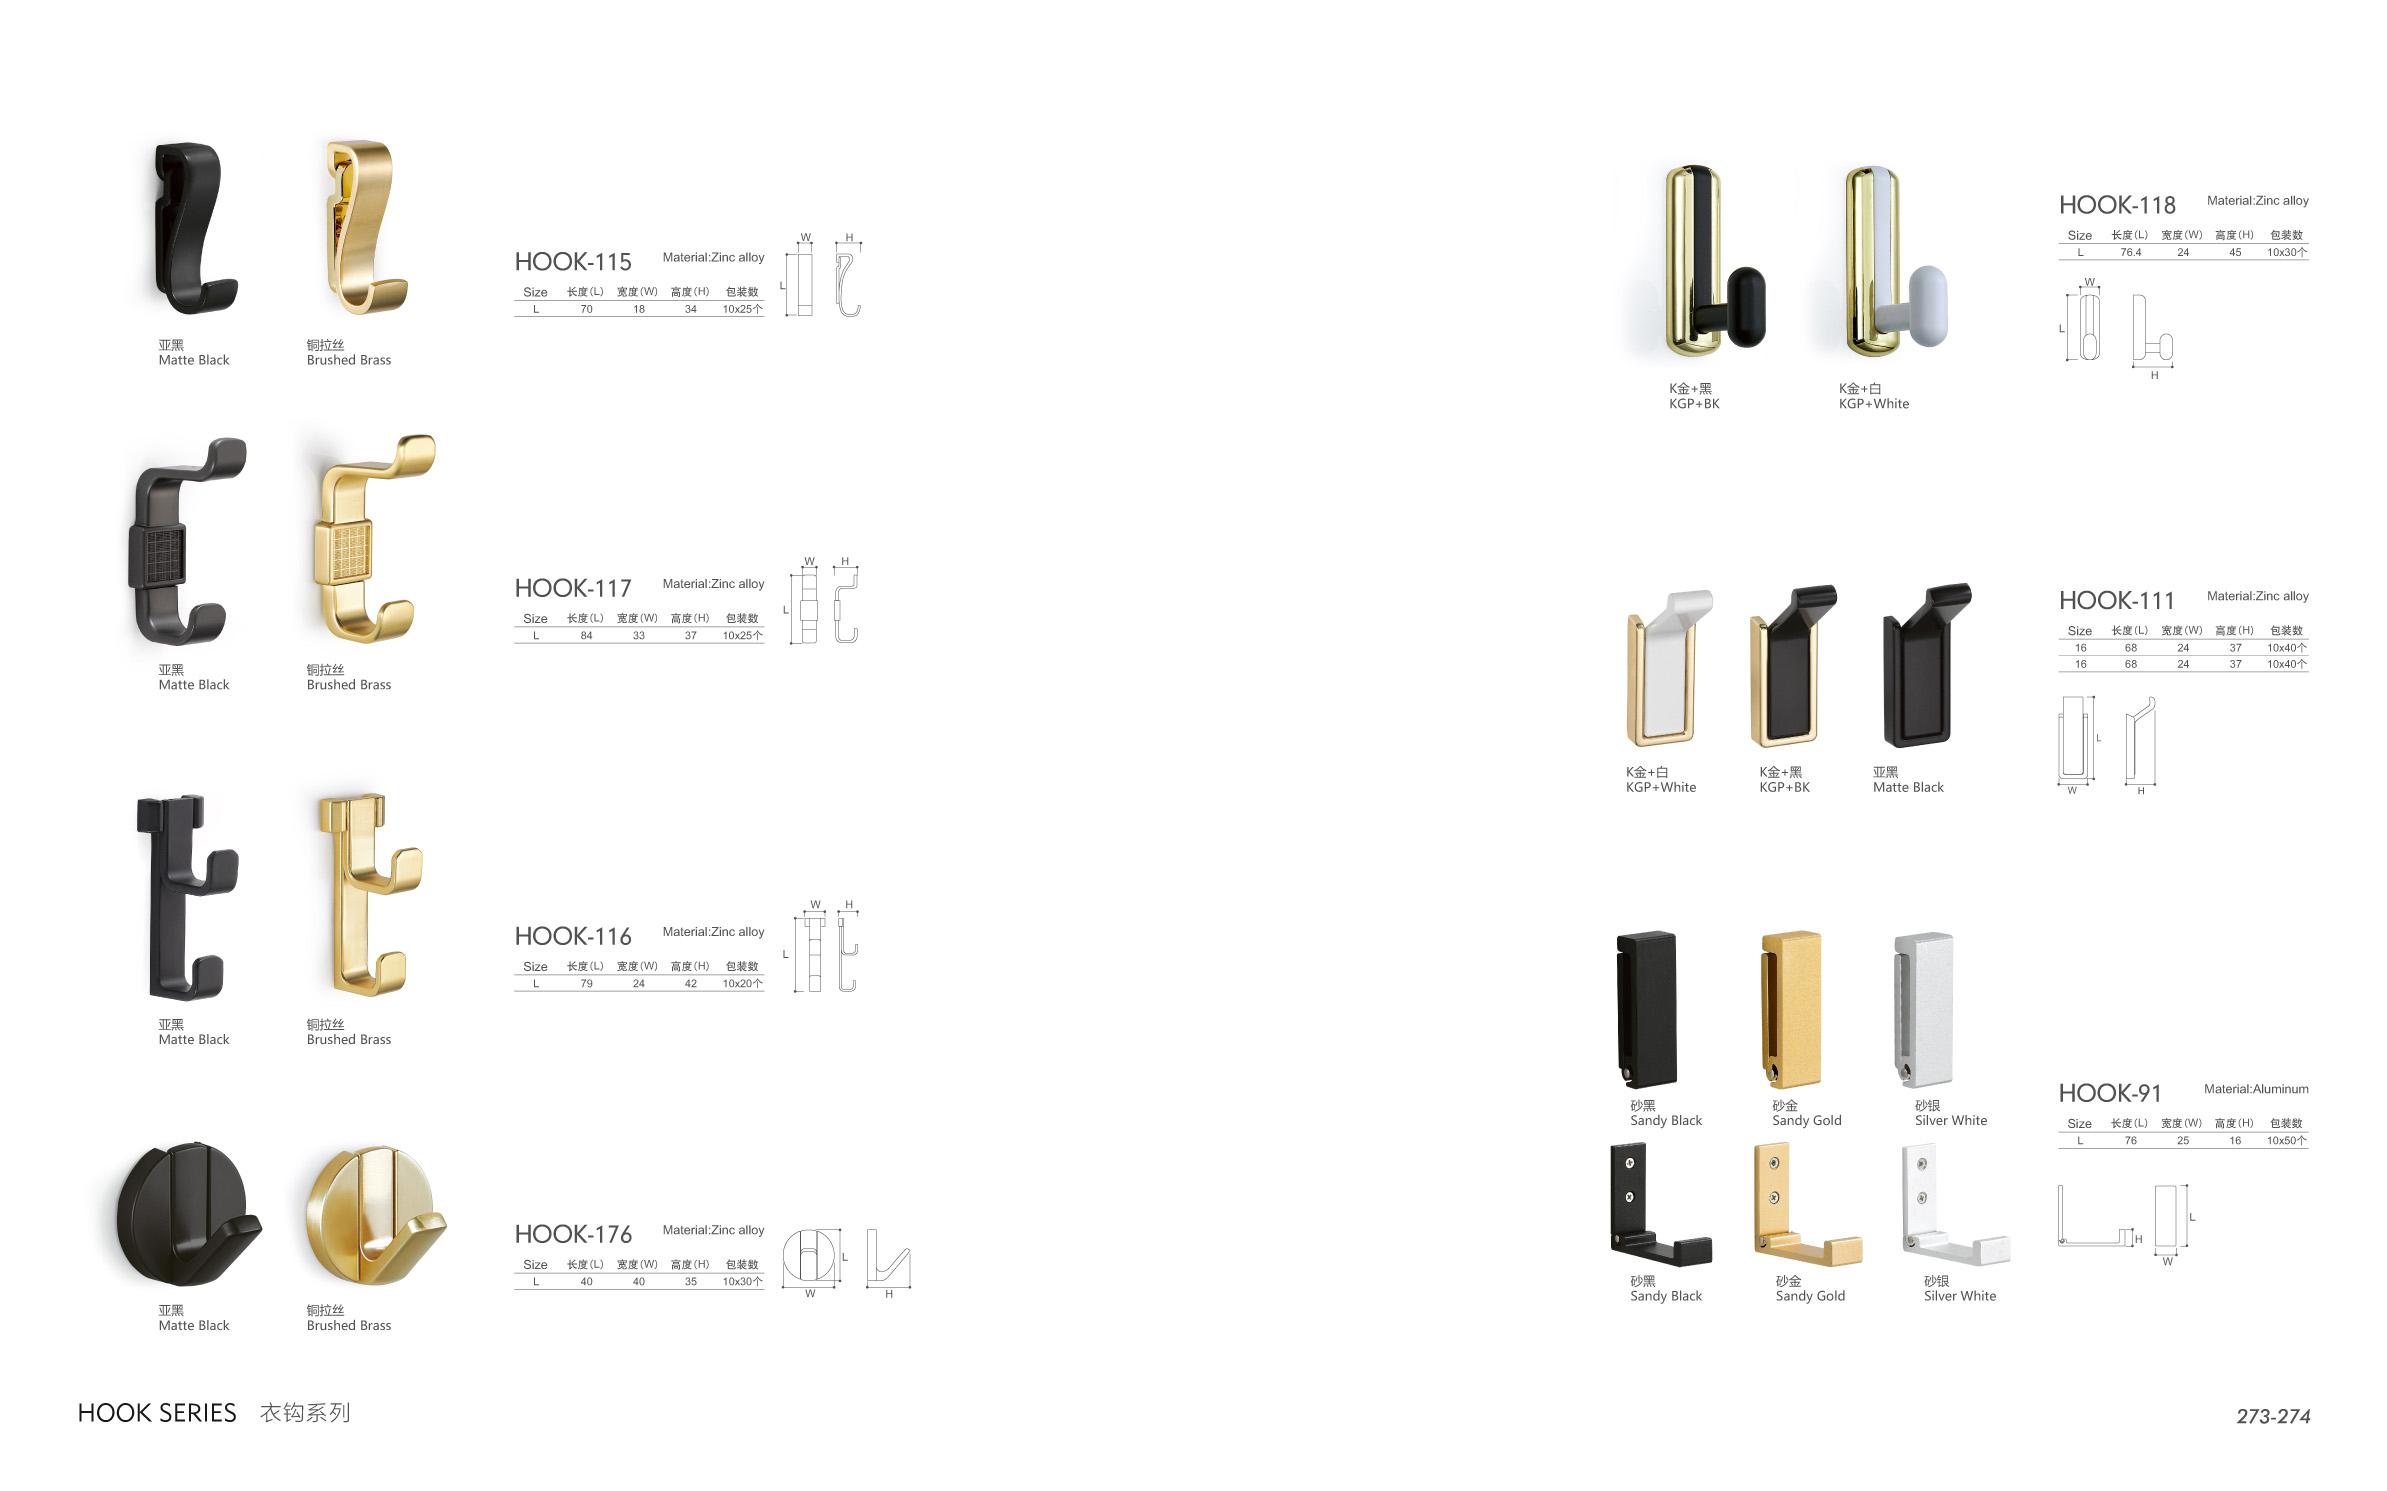 亚黑
Matte Black
铜拉丝
Brushed Brass
HOOK-115 Material:Zinc alloy
Size 长度(L) 宽度(W) 高度(H) 包装数
L 70 18 34 10x25个
W H
L
亚黑
Matte Black
铜拉丝
Brushed Brass
HOOK-117 Material:Zinc alloy
Size 长度(L) 宽度(W) 高度(H) 包装数
L 84 33 37 10x25个
W H
L
亚黑
Matte Black
铜拉丝
Brushed Brass
HOOK-116 Material:Zinc alloy
Size 长度(L) 宽度(W) 高度(H) 包装数
L 79 24 42 10x20个
W H
L
亚黑
Matte Black
铜拉丝
Brushed Brass
HOOK-176 Material:Zinc alloy
Size 长度(L) 宽度(W) 高度(H) 包装数
L 40 40 35 10x30个
L
W H
K金+黑
KGP+BK
K金+白
KGP+White
HOOK-118 Material:Zinc alloy
Size 长度(L) 宽度(W) 高度(H) 包装数
L 76.4 24 45 10x30个
W
L
H
K金+白
KGP+White
K金+黑
KGP+BK
亚黑
Matte Black
HOOK-111 Material:Zinc alloy
Size 长度(L) 宽度(W) 高度(H) 包装数
16 68 24 37 10x40个
16 68 24 37 10x40个
L
W H
砂黑
Sandy Black
砂金
Sandy Gold
砂银
Silver White
砂黑
Sandy Black
砂金
Sandy Gold
砂银
Silver White
HOOK-91 Material:Aluminum
Size 长度(L) 宽度(W) 高度(H) 包装数
L 76 25 16 10x50个
L
H
W
HOOK SERIES 衣钩系列
273-274